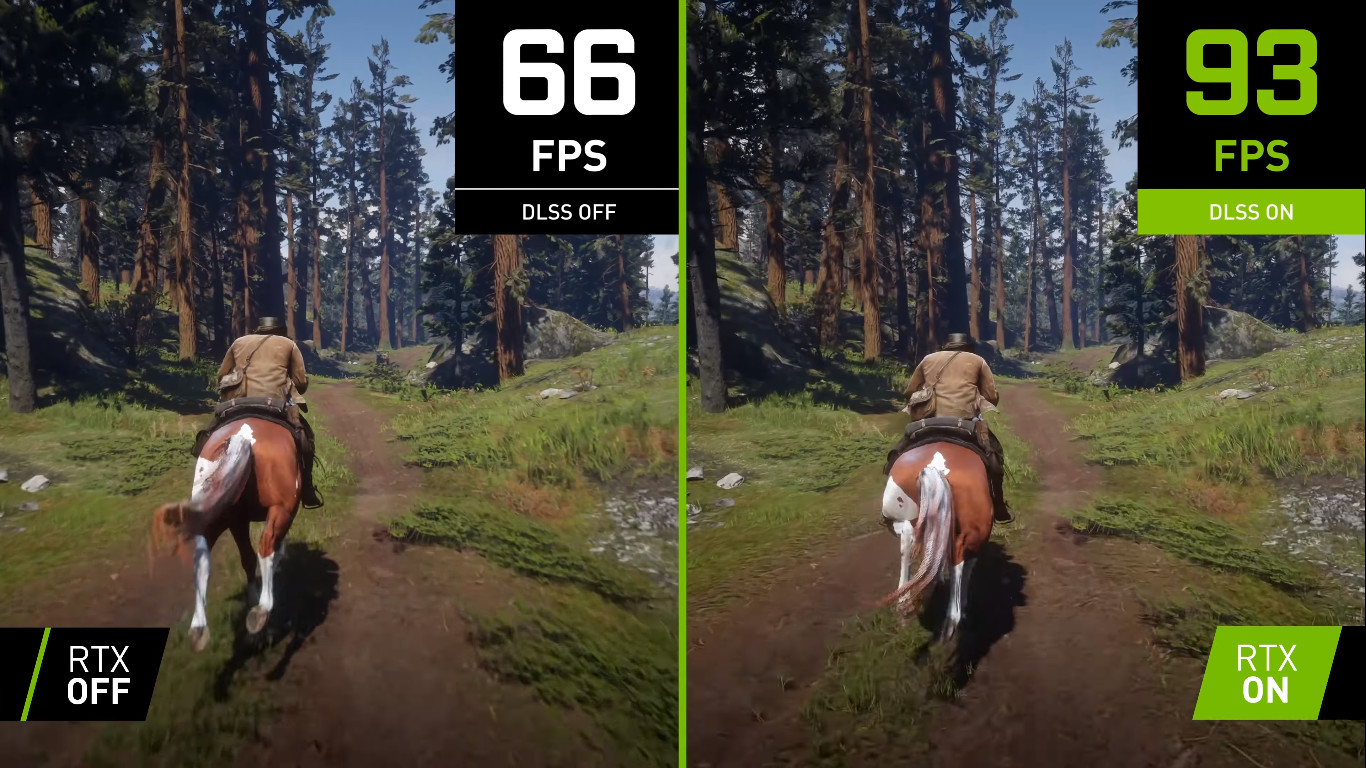 66
FPS
DLSS OFF
93
FPS
DLSS ON
RTX
OFF
RTX
ON